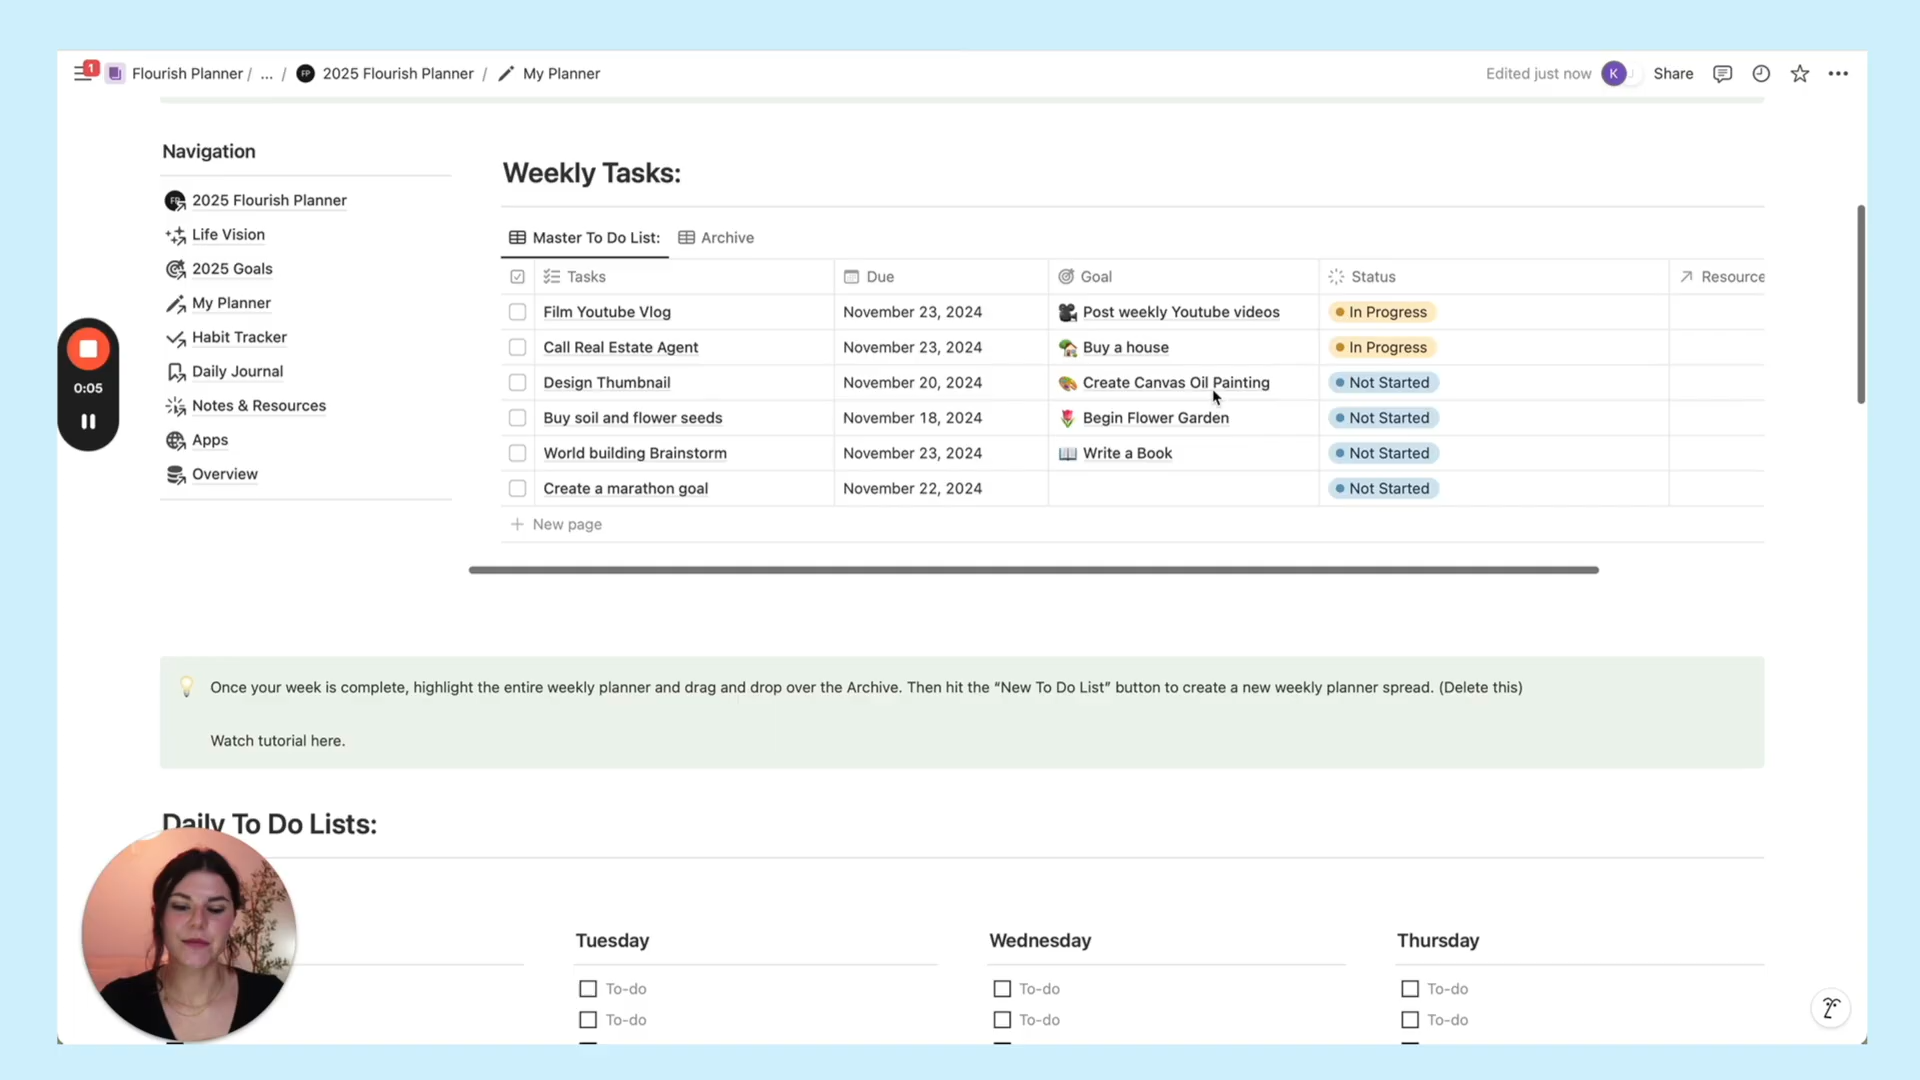 1 Flourish Planner / ... / FP 2025 Flourish Planner / My Planner Edited just now K Share
Navigation
2025 Flourish Planner
Life Vision
2025 Goals
My Planner
Habit Tracker
Daily Journal
Notes & Resources
Apps
Overview
0:05
Weekly Tasks:
Master To Do List: Archive
Tasks Due Goal Status Resource
Film Youtube Vlog November 23, 2024 Post weekly Youtube videos In Progress
Call Real Estate Agent November 23, 2024 Buy a house In Progress
Design Thumbnail November 20, 2024 Create Canvas Oil Painting Not Started
Buy soil and flower seeds November 18, 2024 Begin Flower Garden Not Started
World building Brainstorm November 23, 2024 Write a Book Not Started
Create a marathon goal November 22, 2024 Not Started
+ New page
Once your week is complete, highlight the entire weekly planner and drag and drop over the Archive. Then hit the “New To Do List” button to create a new weekly planner spread. (Delete this)
Watch tutorial here.
Daily To Do Lists:
Tuesday Wednesday Thursday
To-do To-do To-do
To-do To-do To-do